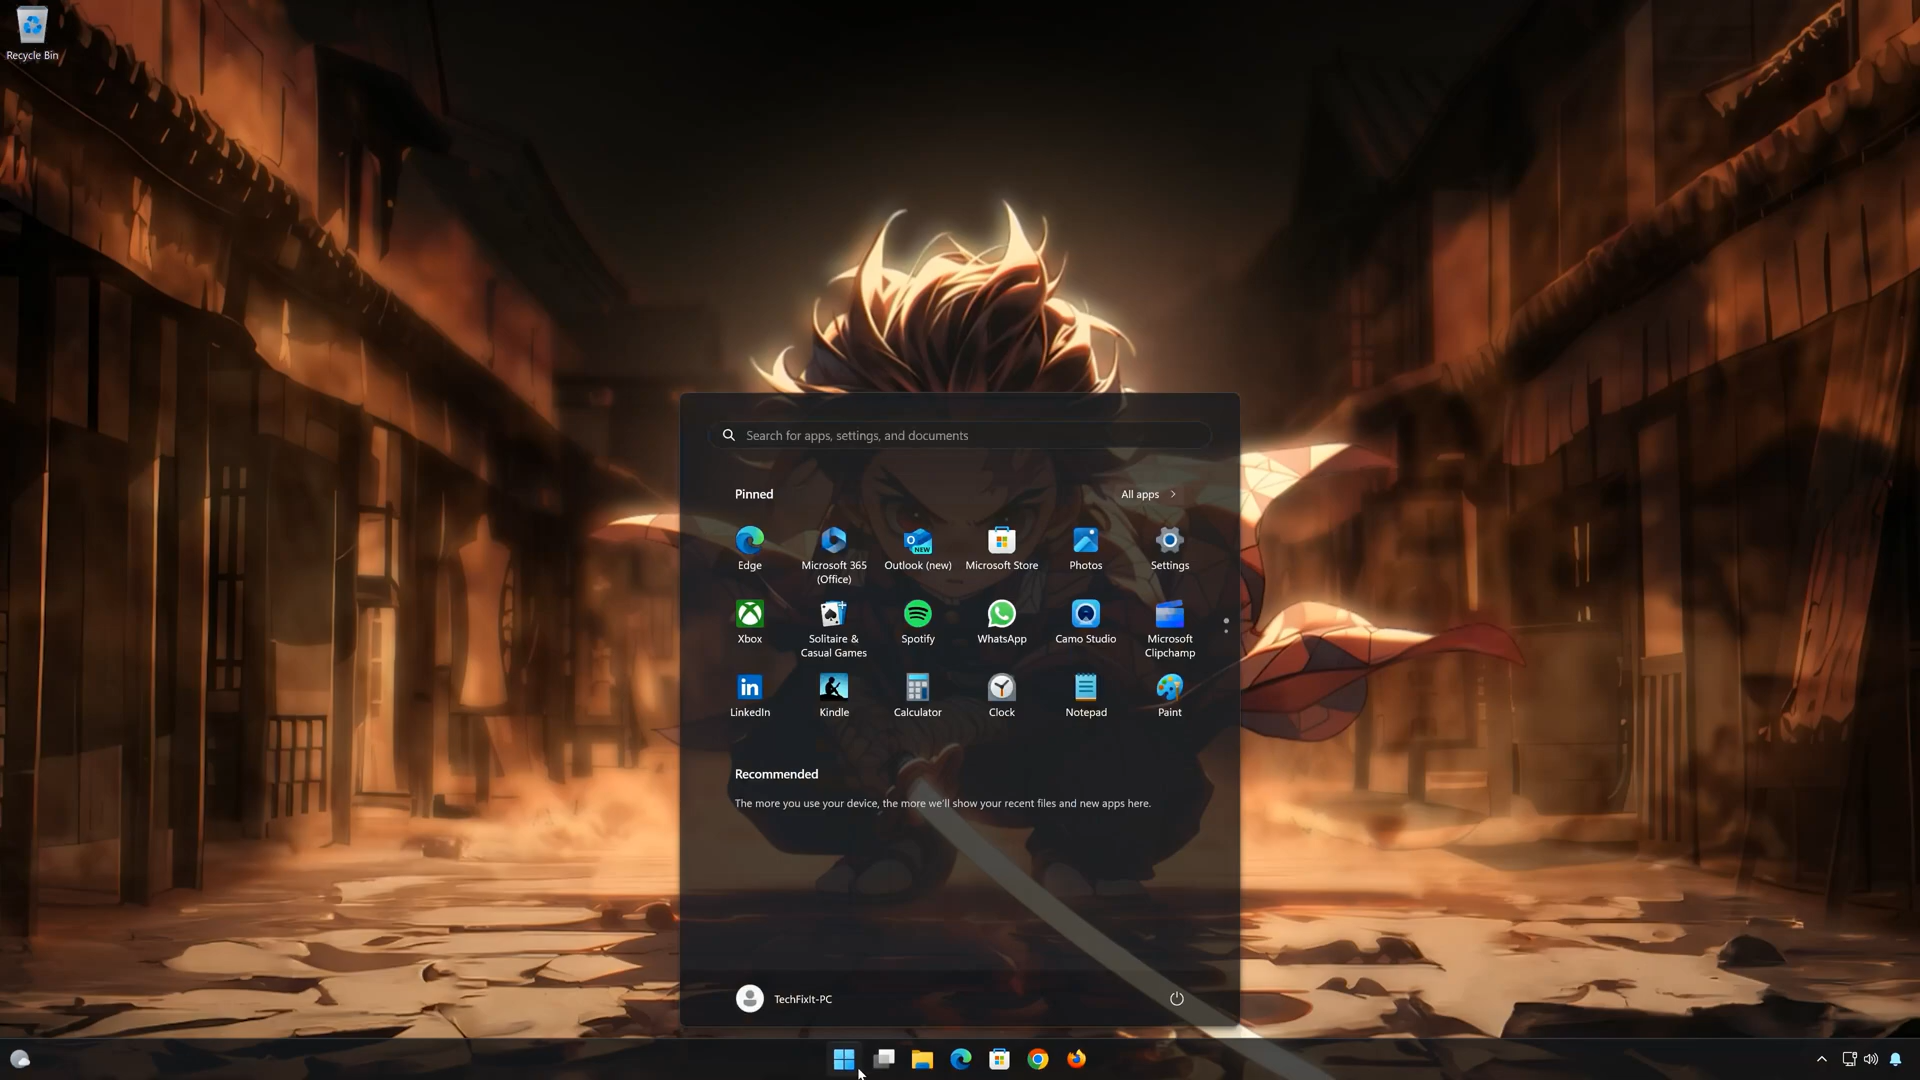 Recycle Bin
Search for apps, settings, and documents
Pinned
All apps
Edge
Microsoft 365
(Office)
Outlook (new)
Microsoft Store
Photos
Settings
Xbox
Solitaire &
Casual Games
Spotify
WhatsApp
Camo Studio
Microsoft
Clipchamp
LinkedIn
Kindle
Calculator
Clock
Notepad
Paint
Recommended
The more you use your device, the more we'll show your recent files and new apps here.
TechFixIt-PC